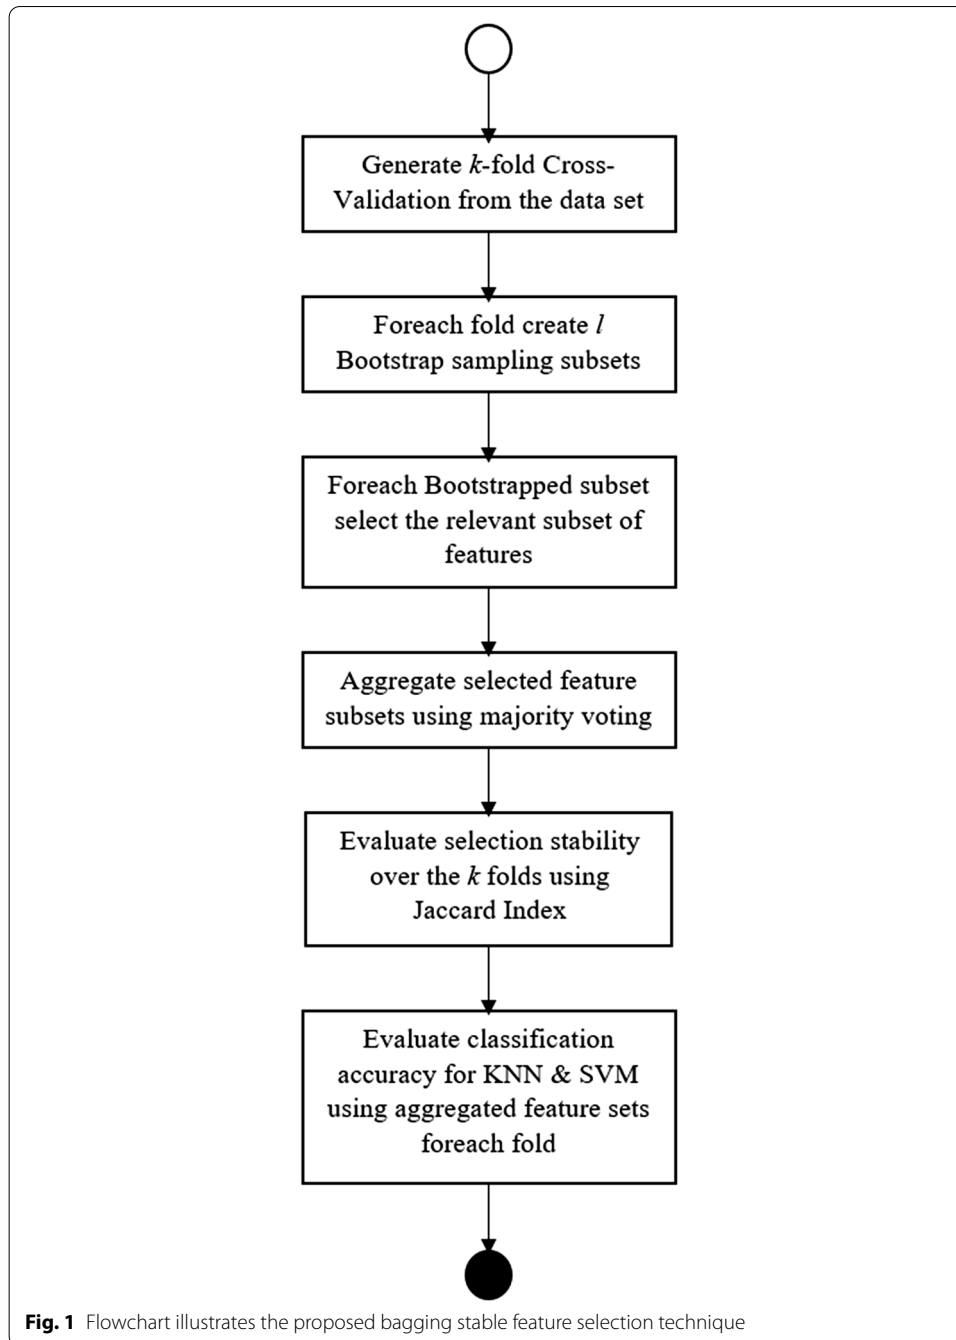 Generate k-fold Cross-
Validation from the data set
Foreach fold create l
Bootstrap sampling subsets
Foreach Bootstrapped subset
select the relevant subset of
features
Aggregate selected feature
subsets using majority voting
Evaluate selection stability
over the k folds using
Jaccard Index
Evaluate classification
accuracy for KNN & SVM
using aggregated feature sets
foreach fold
Fig. 1 Flowchart illustrates the proposed bagging stable feature selection technique